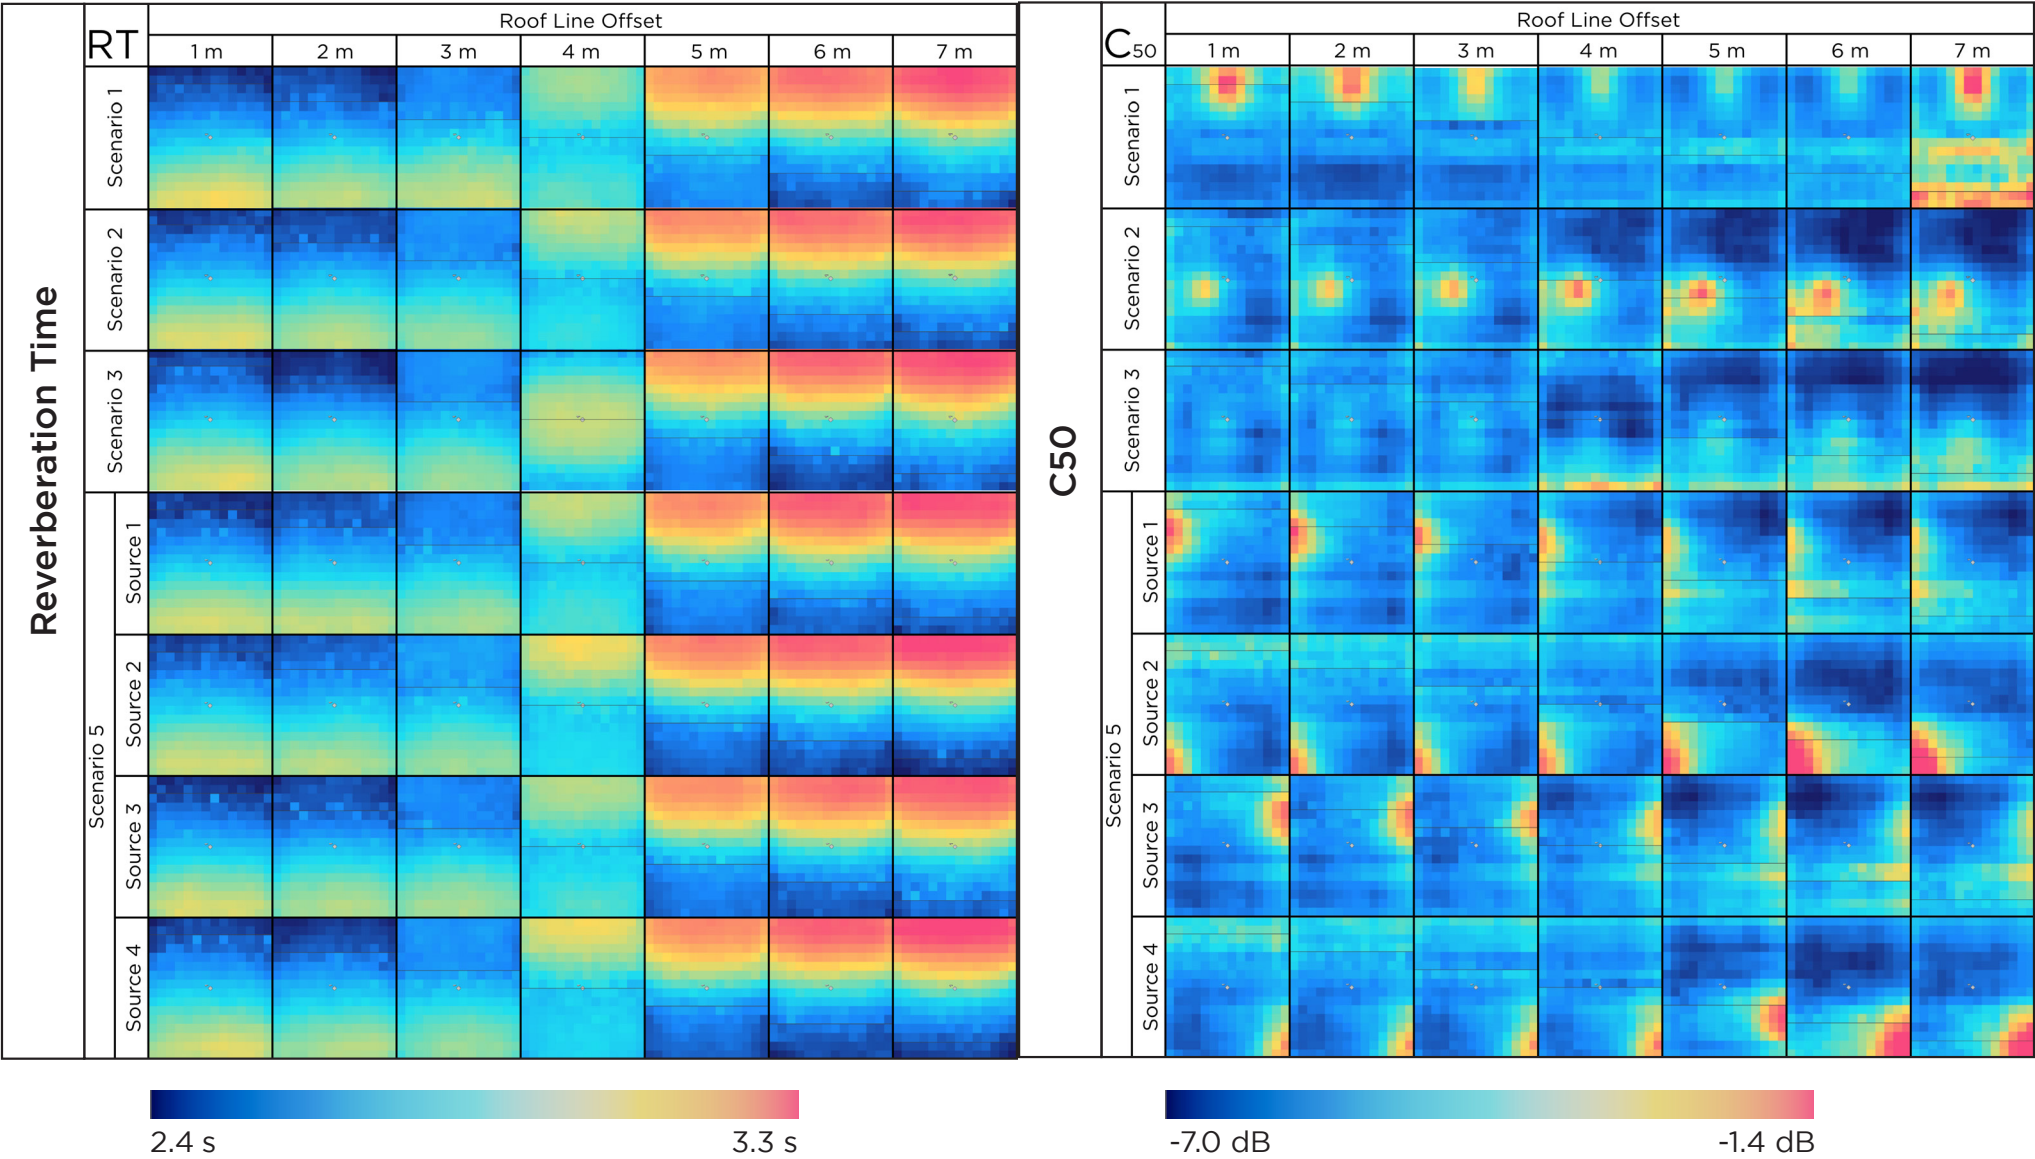 Reverberation Time
RT
Roof Line Offset
1 m 2 m 3 m 4 m 5 m 6 m 7 m
Scenario 1
Scenario 2
Scenario 3
Scenario 5
Source 1
Source 2
Source 3
Source 4
2.4 s 3.3 s
C50
C50
Roof Line Offset
1 m 2 m 3 m 4 m 5 m 6 m 7 m
Scenario 1
Scenario 2
Scenario 3
Scenario 5
Source 1
Source 2
Source 3
Source 4
-7.0 dB -1.4 dB